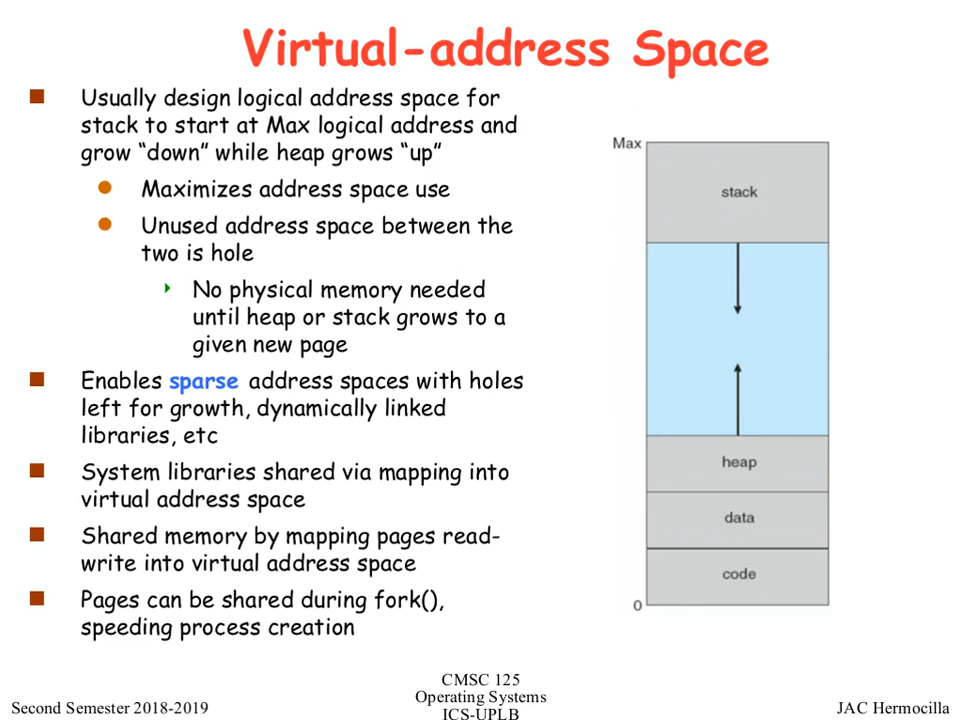 Virtual-address Space
Usually design logical address space for
stack to start at Max logical address and
grow “down” while heap grows “up”
Maximizes address space use
Unused address space between the
two is hole
No physical memory needed
until heap or stack grows to a
given new page
Enables sparse address spaces with holes
left for growth, dynamically linked
libraries, etc
System libraries shared via mapping into
virtual address space
Shared memory by mapping pages read-
write into virtual address space
Pages can be shared during fork(),
speeding process creation
Max
stack
heap
data
code
0
Second Semester 2018-2019
CMSC 125
Operating Systems
ICS-UPLB
JAC Hermocilla